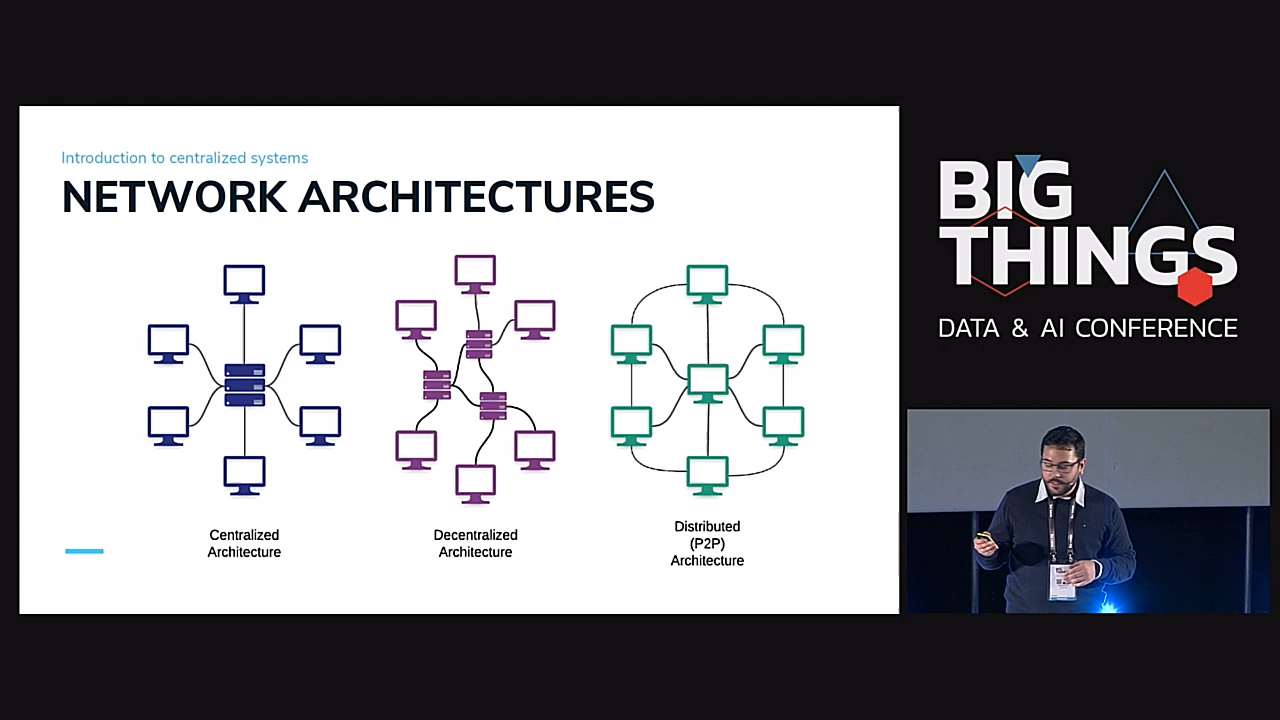 Introduction to centralized systems
NETWORK ARCHITECTURES
Centralized
Architecture
Decentralized
Architecture
Distributed
(P2P)
Architecture
BIG
THINGS
DATA & AI CONFERENCE